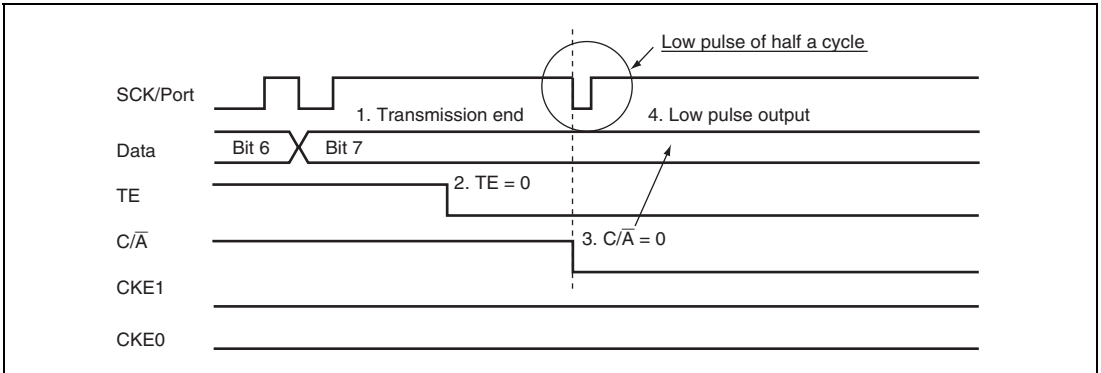 Low pulse of half a cycle
SCK/Port
1. Transmission end
4. Low pulse output
Data
Bit 6
Bit 7
TE
2. TE = 0
C/A̅
3. C/A̅ = 0
CKE1
CKE0